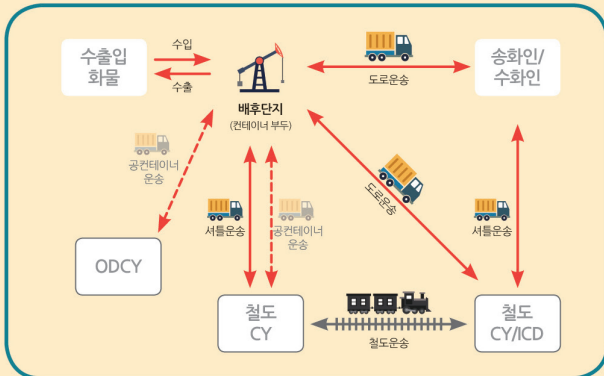 수출입
화물
수입
수출
배후단지
(컨테이너 부두)
도로운송
송화인/
수화인
공컨테이너
운송
셔틀운송
공컨테이너
운송
도로운송
셔틀운송
ODCY
철도
CY
철도운송
철도
CY/ICD